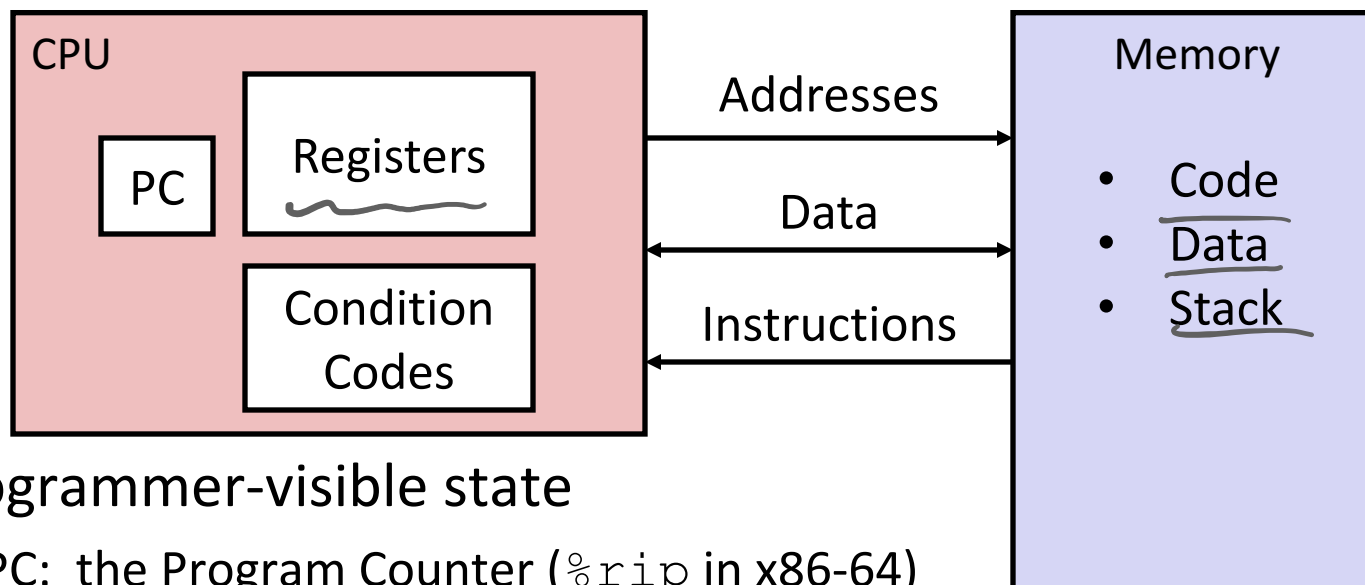 CPU
PC
Registers
Condition
Codes
Addresses
Data
Instructions
Memory
• Code
• Data
• Stack
ogrammer-visible state
PC: the Program Counter (%rip in x86-64)